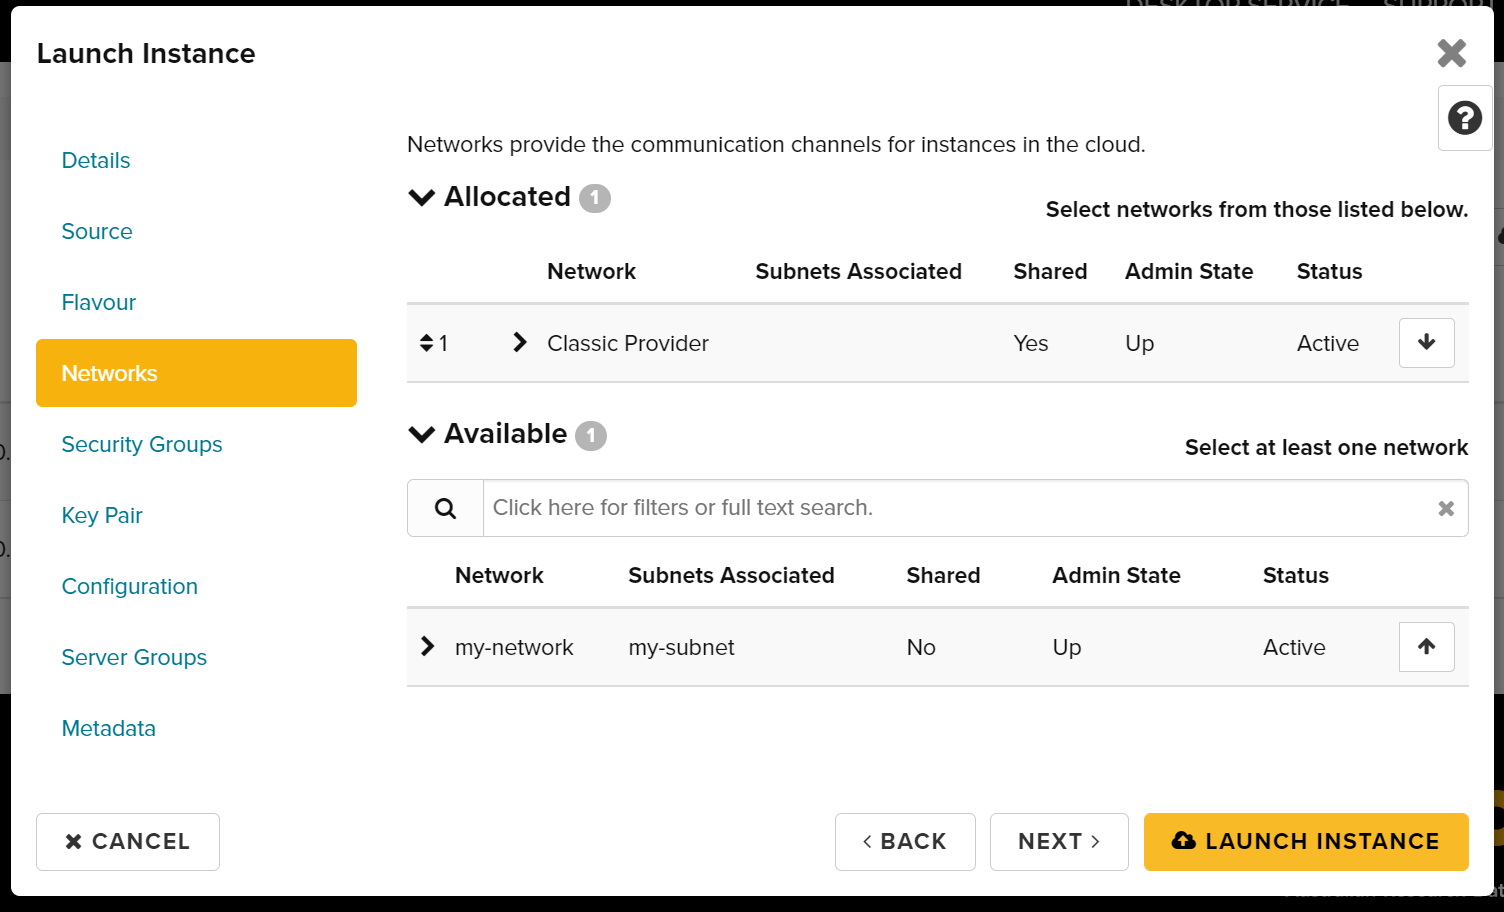 DESKTOP SERVICE SUPPORT
Launch Instance
Details
Source
Flavour
Networks
Security Groups
Key Pair
Configuration
Server Groups
Metadata
Networks provide the communication channels for instances in the cloud.
Allocated 1
Select networks from those listed below.
Network Subnets Associated Shared Admin State Status
1 Classic Provider Yes Up Active
Available 1
Select at least one network
Click here for filters or full text search.
Network Subnets Associated Shared Admin State Status
my-network my-subnet No Up Active
CANCEL
BACK
NEXT
LAUNCH INSTANCE